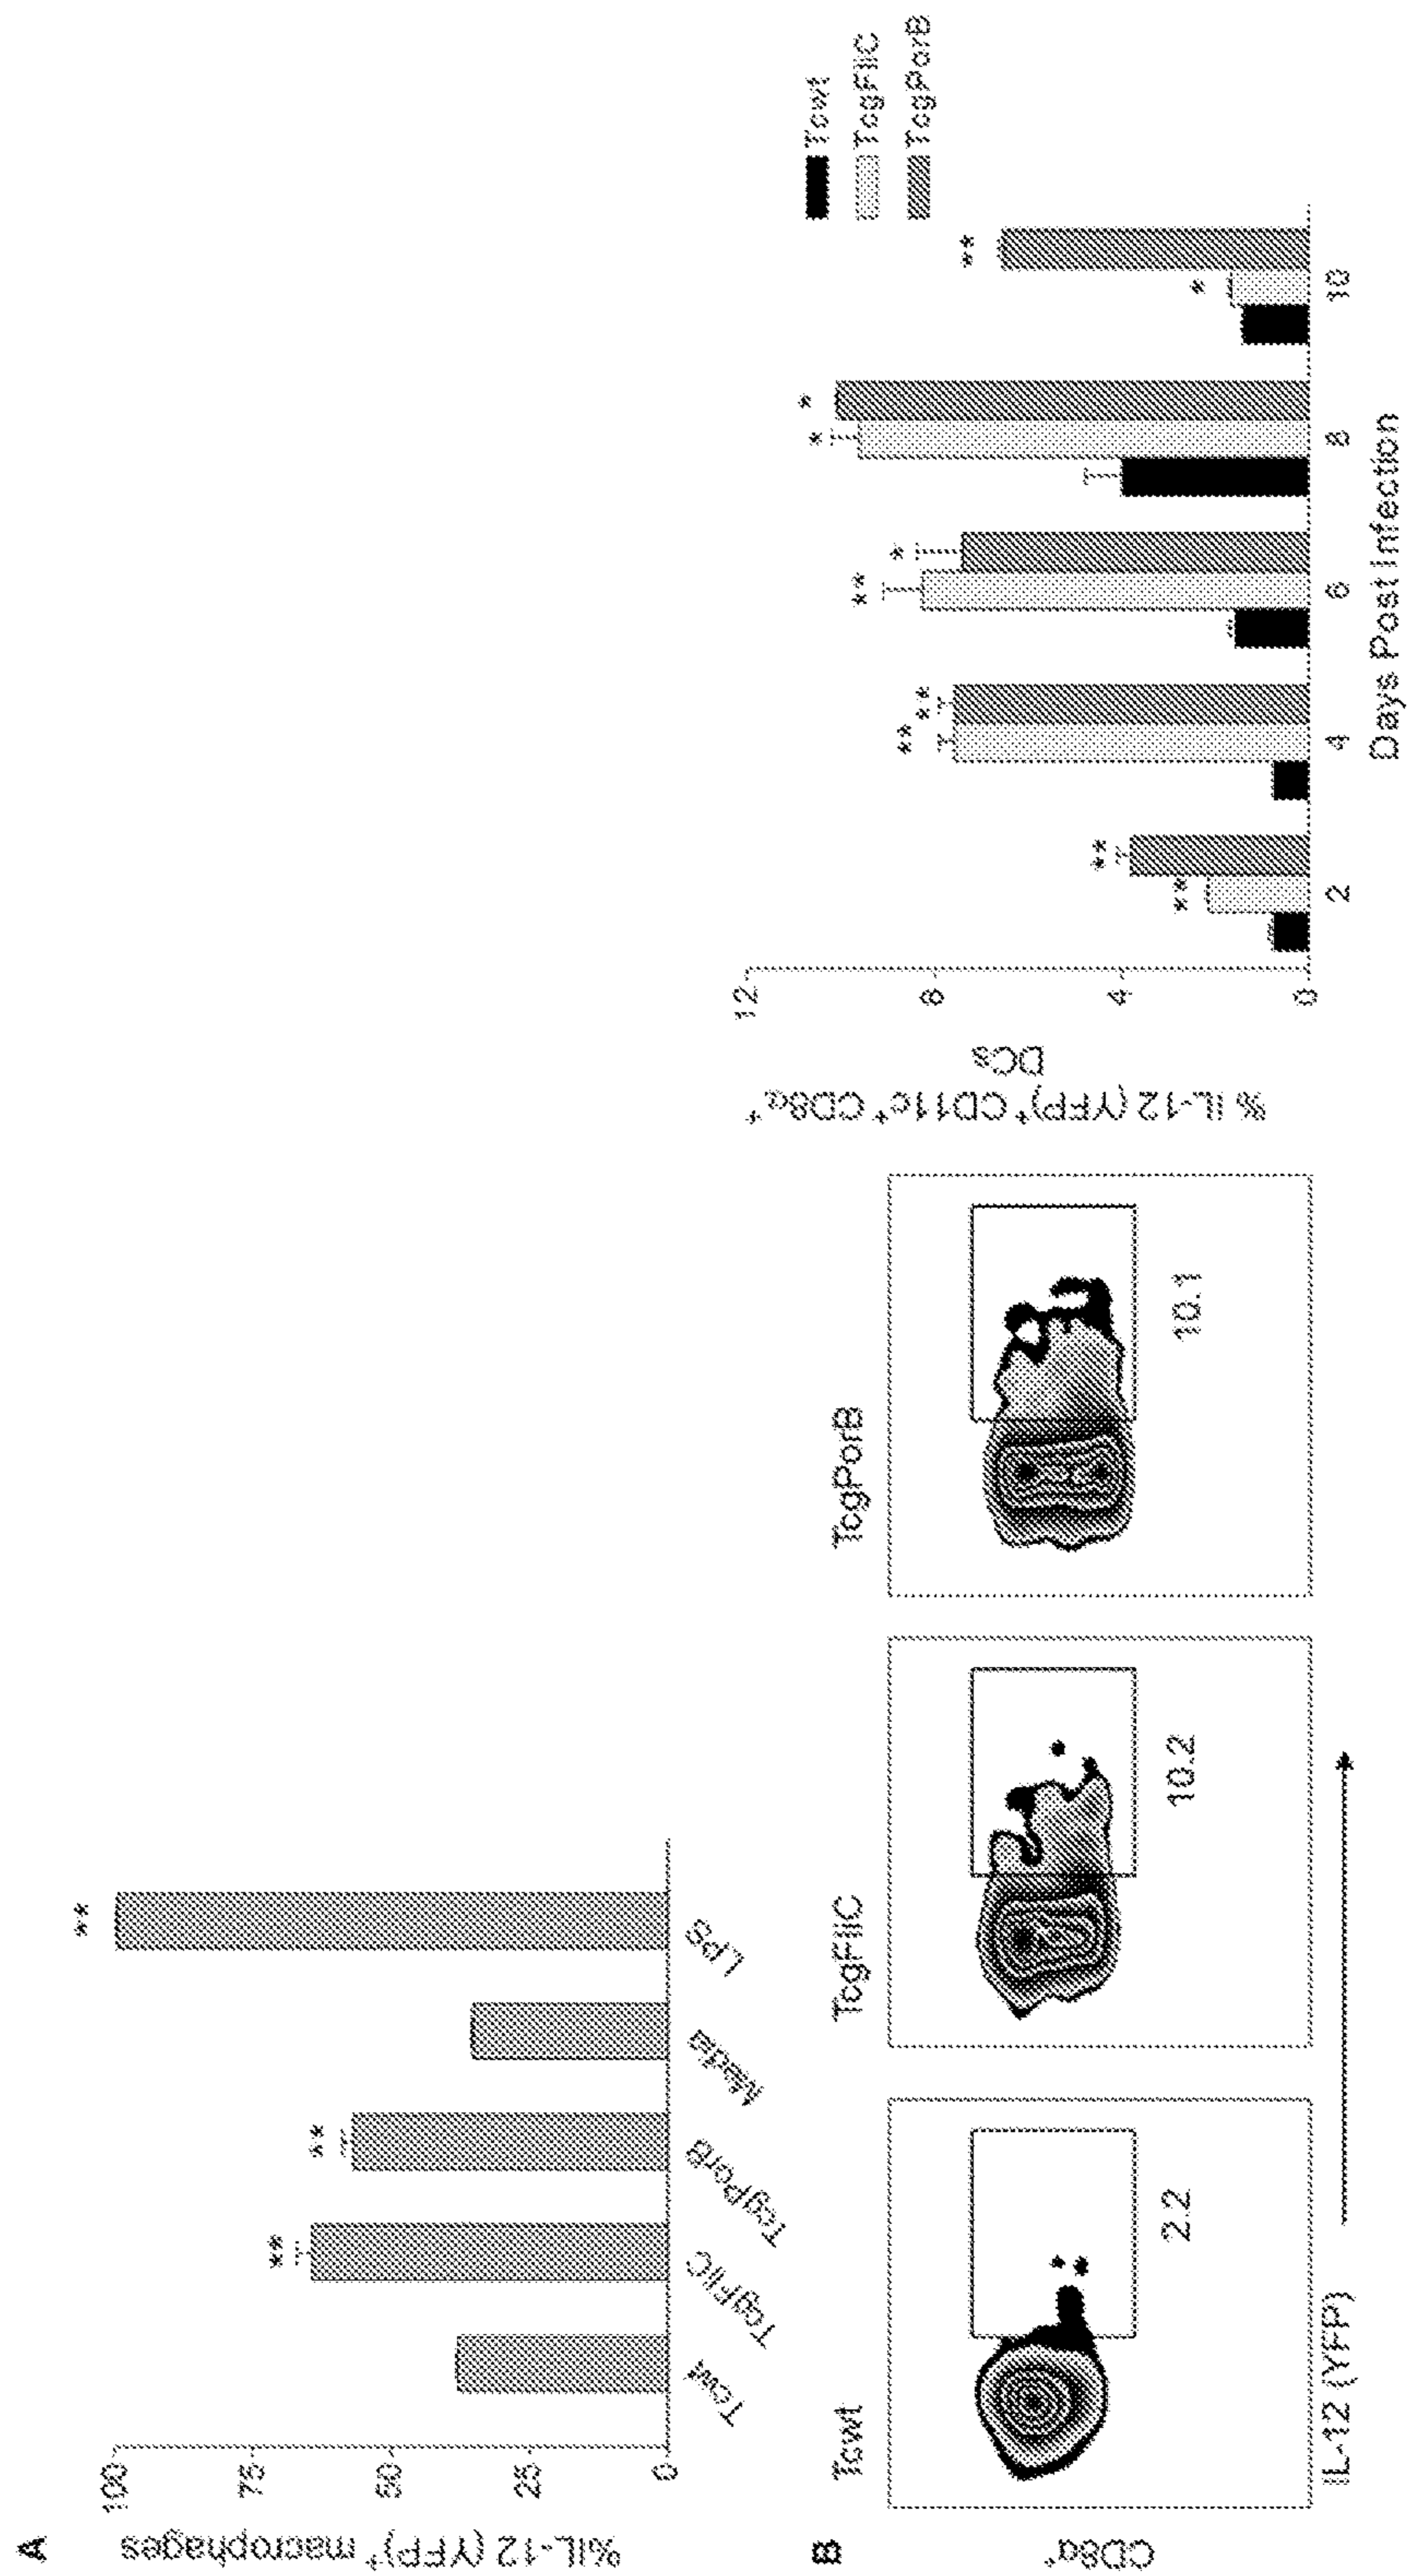 A
%IL-12 (YFP)⁺ macrophages
100
75
50
25
0
Tcwt
TcgFliC
TcgPorB
Media
LPS
**
**
**
B
Tcwt
TcgFliC
TcgPorB
CD8α⁺
2.2
10.2
10.1
IL-12 (YFP)
% IL-12 (YFP)⁺ CD11c⁺ CD8α⁺
DCs
12
8
4
0
**
**
**
**
**
*
*
*
*
**
2
4
6
8
10
Days Post Infection
Tcwt
TcgFliC
TcgPorB